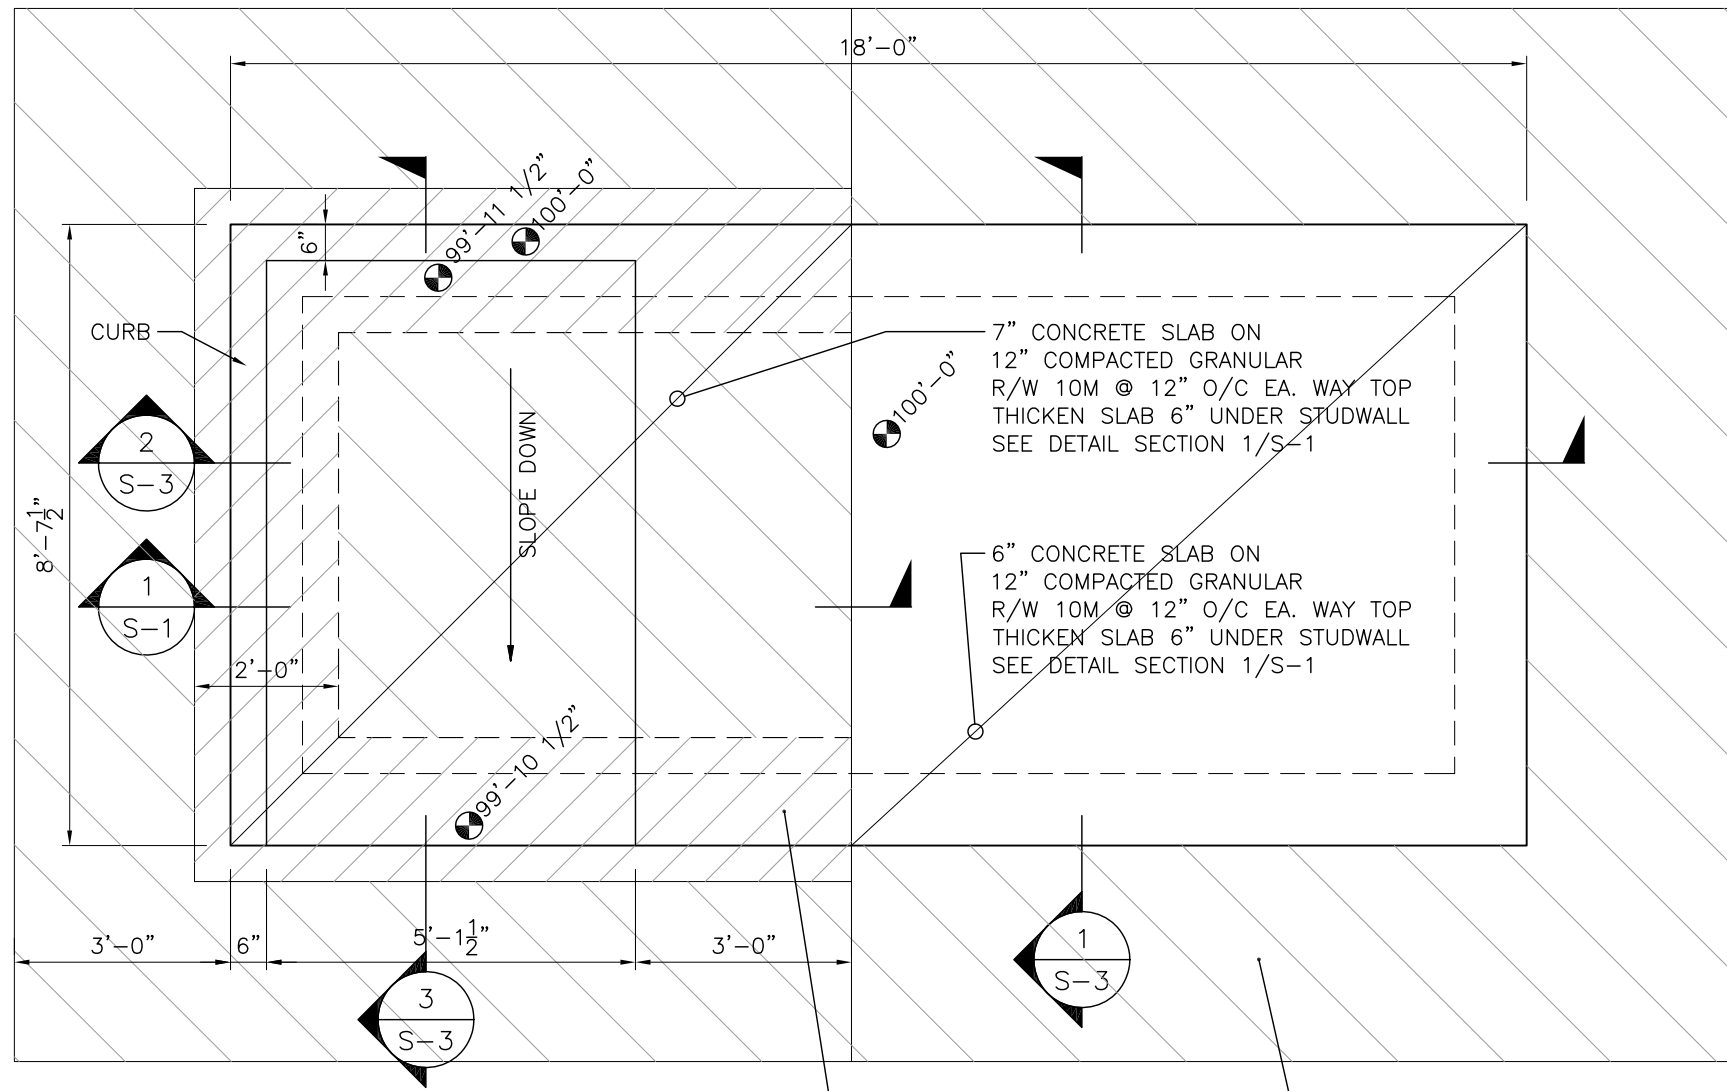 18'-0"
99'-11 1/2"
100'-0"
6"
CURB
7" CONCRETE SLAB ON
12" COMPACTED GRANULAR
R/W 10M @ 12" O/C EA. WAY TOP
THICKEN SLAB 6" UNDER STUDWALL
SEE DETAIL SECTION 1/S-1
100'-0"
2
S-3
SLOPE DOWN
8'-7 1/2"
6" CONCRETE SLAB ON
12" COMPACTED GRANULAR
R/W 10M @ 12" O/C EA. WAY TOP
THICKEN SLAB 6" UNDER STUDWALL
SEE DETAIL SECTION 1/S-1
1
S-1
2'-0"
99'-10 1/2"
3'-0"
6"
5'-1 1/2"
3'-0"
1
S-3
3
S-3